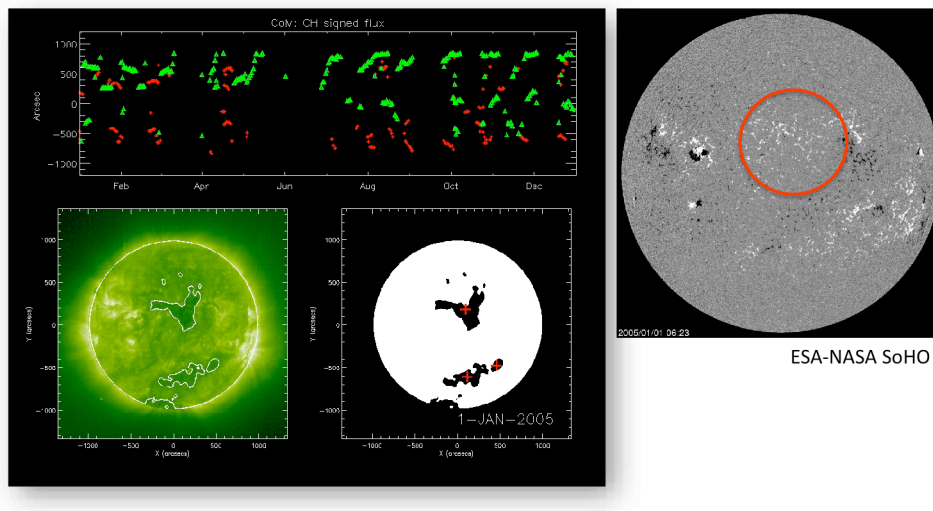 Colv: CH signed flux
Arcsec
1000
500
0
−500
−1000
Feb Apr Jun Aug Oct Dec
Y (arcsecs)
1000
500
0
−500
−1000
−1000 −500 0 500 1000
X (arcsecs)
Y (arcsecs)
1000
500
0
−500
−1000
1-JAN-2005
−1000 −500 0 500 1000
X (arcsecs)
2005/01/01 06:23
ESA-NASA SoHO